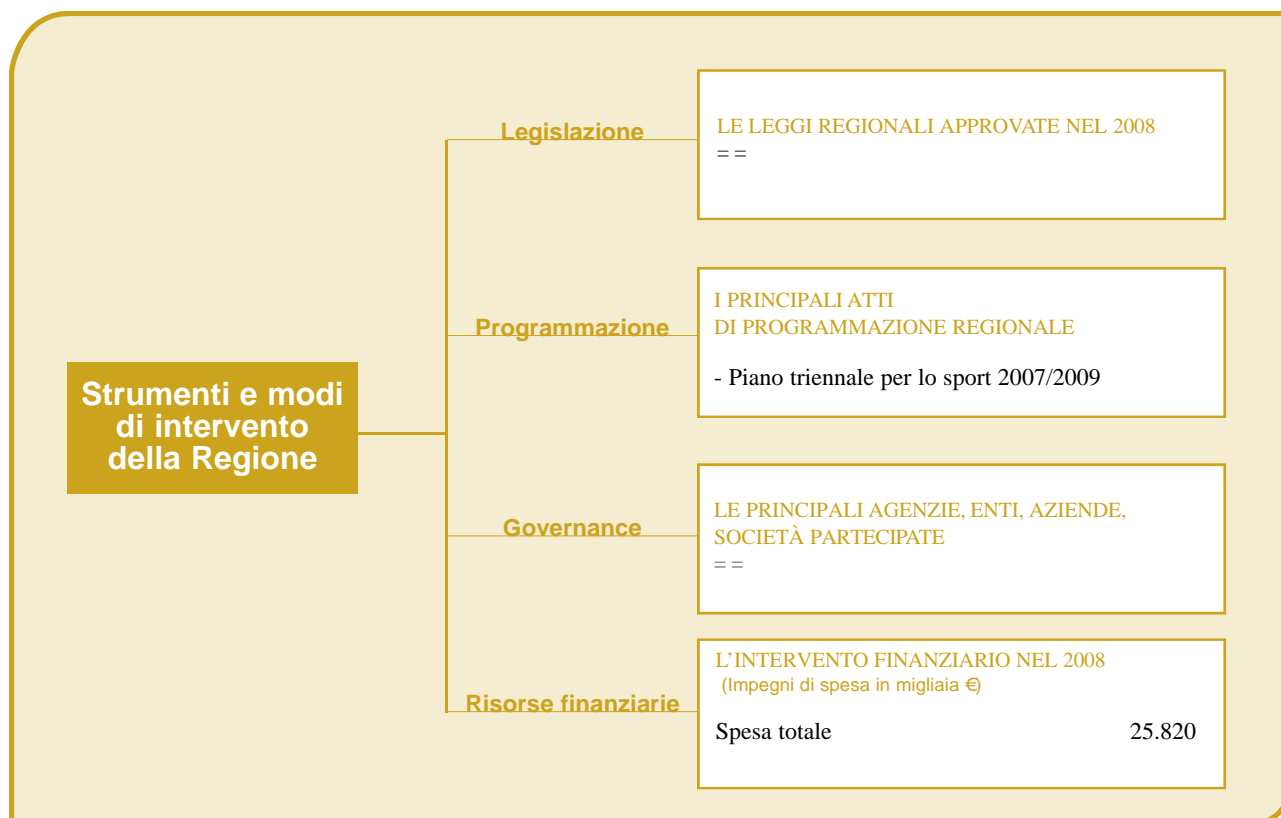 Strumenti e modi
di intervento
della Regione
Legislazione
LE LEGGI REGIONALI APPROVATE NEL 2008
= =
Programmazione
I PRINCIPALI ATTI
DI PROGRAMMAZIONE REGIONALE
- Piano triennale per lo sport 2007/2009
Governance
LE PRINCIPALI AGENZIE, ENTI, AZIENDE,
SOCIETÀ PARTECIPATE
= =
Risorse finanziarie
L'INTERVENTO FINANZIARIO NEL 2008
(Impegni di spesa in migliaia €)
Spesa totale 25.820